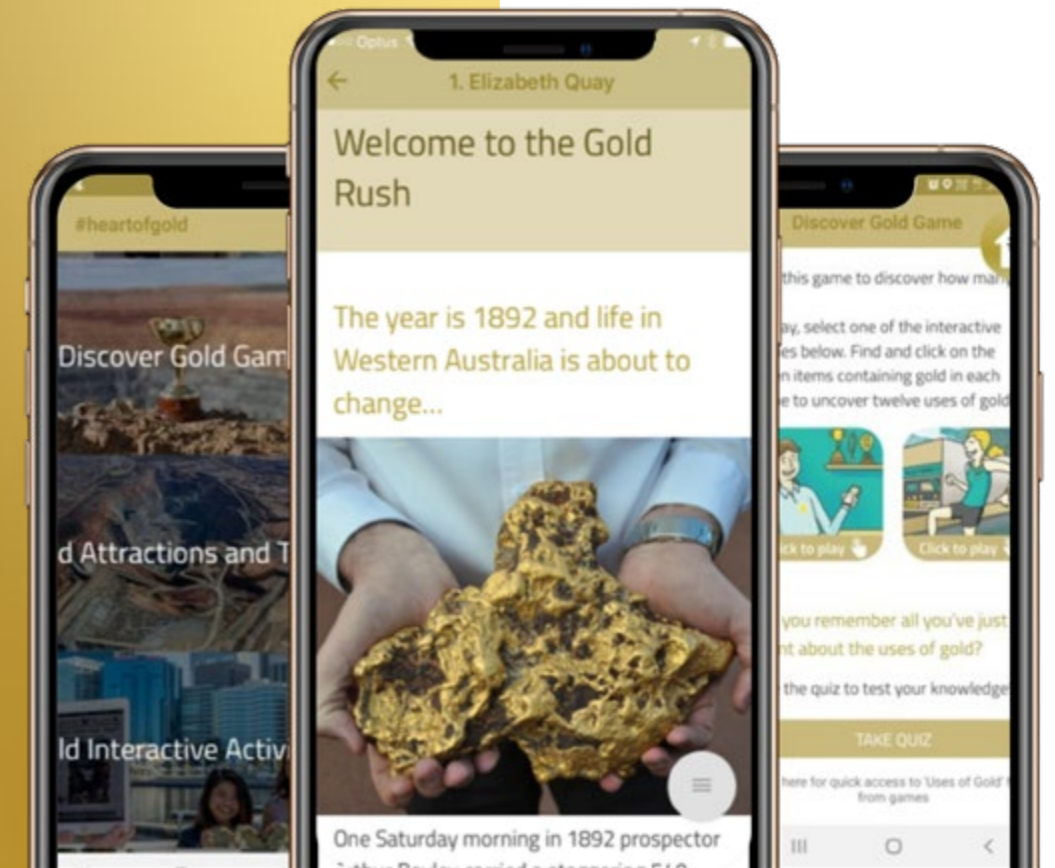 #heartofgold
Discover Gold Gam
d Attractions and T
ld Interactive Activ
Optus
1. Elizabeth Quay
Welcome to the Gold
Rush
The year is 1892 and life in
Western Australia is about to
change...
One Saturday morning in 1892 prospector
Discover Gold Game
this game to discover how man
ay, select one of the interactive
es below. Find and click on the
n items containing gold in each
e to uncover twelve uses of gold
ick to play
Click to play
you remember all you've just
nt about the uses of gold?
the quiz to test your knowledge
TAKE QUIZ
here for quick access to 'Uses of Gold'
from games